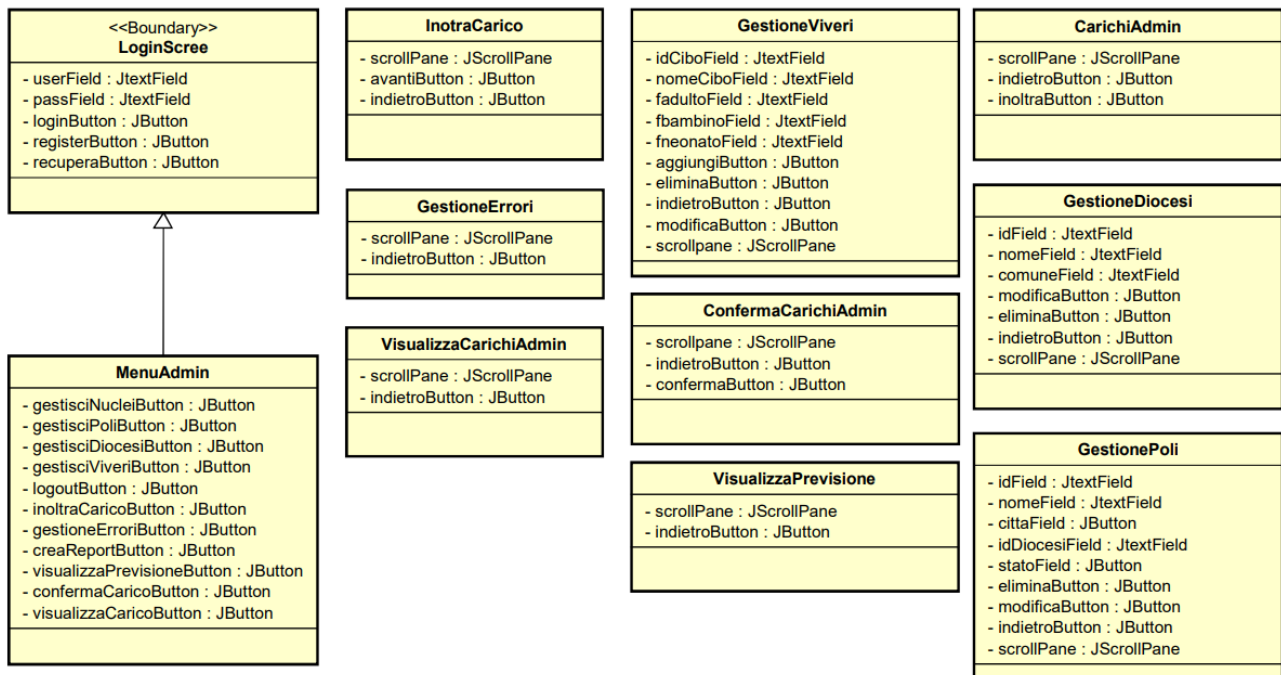 <<Boundary>>
LoginScree
- userField : JtextField
- passField : JtextField
- loginButton : JButton
- registerButton : JButton
- recuperaButton : JButton
MenuAdmin
- gestisciNucleiButton : JButton
- gestisciPoliButton : JButton
- gestisciDiocesiButton : JButton
- gestisciViveriButton : JButton
- logoutButton : JButton
- inoltraCaricoButton : JButton
- gestioneErroriButton : JButton
- creaReportButton : JButton
- visualizzaPrevisioneButton : JButton
- confermaCaricoButton : JButton
- visualizzaCaricoButton : JButton
InotraCarico
- scrollPane : JScrollPane
- avantiButton : JButton
- indietroButton : JButton
GestioneErrori
- scrollPane : JScrollPane
- indietroButton : JButton
VisualizzaCarichiAdmin
- scrollPane : JScrollPane
- indietroButton : JButton
GestioneViveri
- idCiboField : JtextField
- nomeCiboField : JtextField
- fadultoField : JtextField
- fbambinoField : JtextField
- fneonatoField : JtextField
- aggiungiButton : JButton
- eliminaButton : JButton
- indietroButton : JButton
- modificaButton : JButton
- scrollpane : JScrollPane
ConfermaCarichiAdmin
- scrollpane : JScrollPane
- indietroButton : JButton
- confermaButton : JButton
VisualizzaPrevisione
- scrollPane : JScrollPane
- indietroButton : JButton
CarichiAdmin
- scrollPane : JScrollPane
- indietroButton : JButton
- inoltraButton : JButton
GestioneDiocesi
- idField : JtextField
- nomeField : JtextField
- comuneField : JtextField
- modificaButton : JButton
- eliminaButton : JButton
- indietroButton : JButton
- scrollPane : JScrollPane
GestionePoli
- idField : JtextField
- nomeField : JtextField
- cittaField : JButton
- idDiocesiField : JtextField
- statoField : JButton
- eliminaButton : JButton
- modificaButton : JButton
- indietroButton : JButton
- scrollPane : JScrollPane